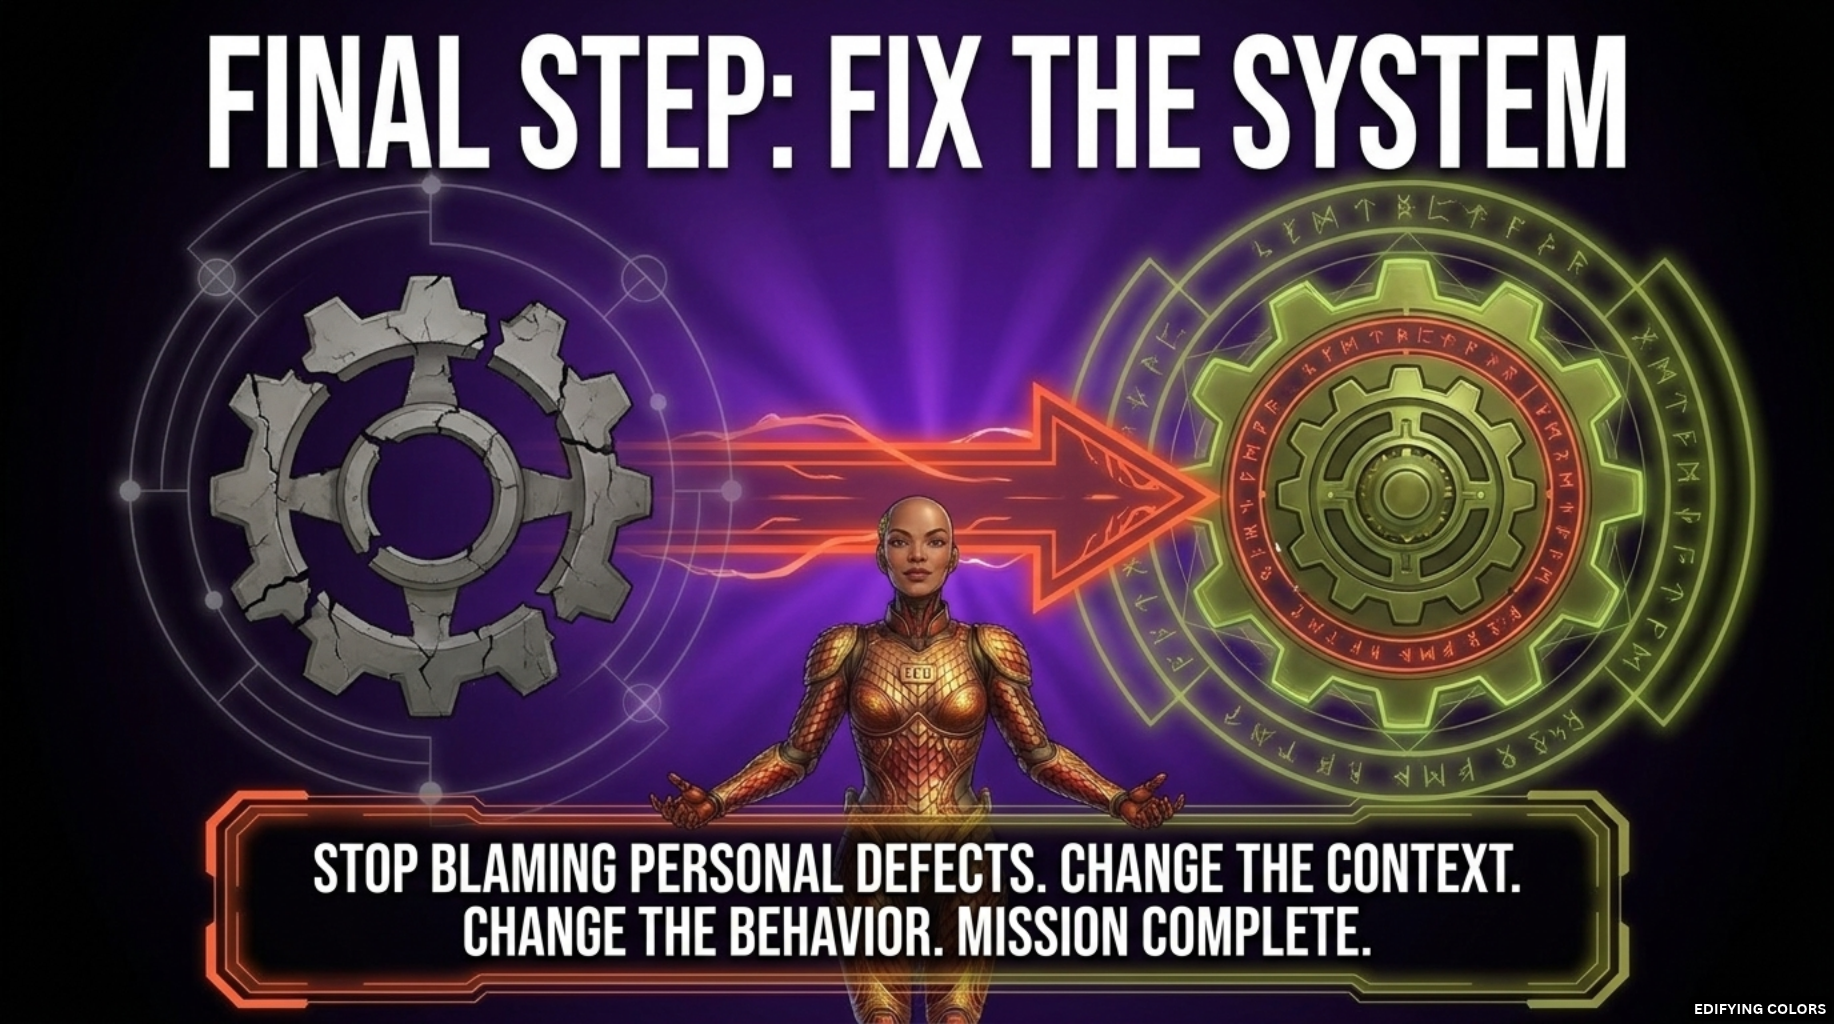 FINAL STEP: FIX THE SYSTEM
ECO
STOP BLAMING PERSONAL DEFECTS. CHANGE THE CONTEXT.
CHANGE THE BEHAVIOR. MISSION COMPLETE.
EDIFYING COLORS